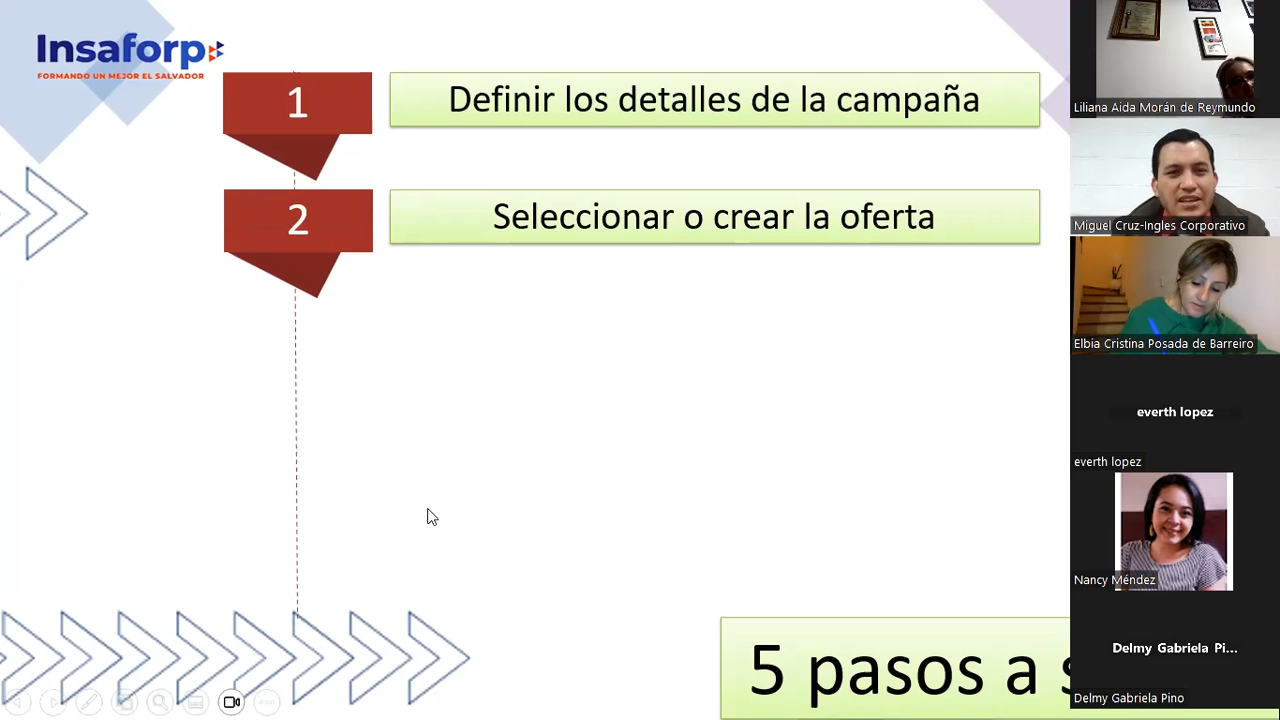 Insaforp
FORMANDO UN MEJOR EL SALVADOR
1
Definir los detalles de la campaña
2
Seleccionar o crear la oferta
5 pasos a
Liliana Aida Morán de Reymundo
Miguel Cruz-Ingles Corporativo
Elbia Cristina Posada de Barreiro
everth lopez
everth lopez
Nancy Méndez
Delmy Gabriela Pi...
Delmy Gabriela Pino